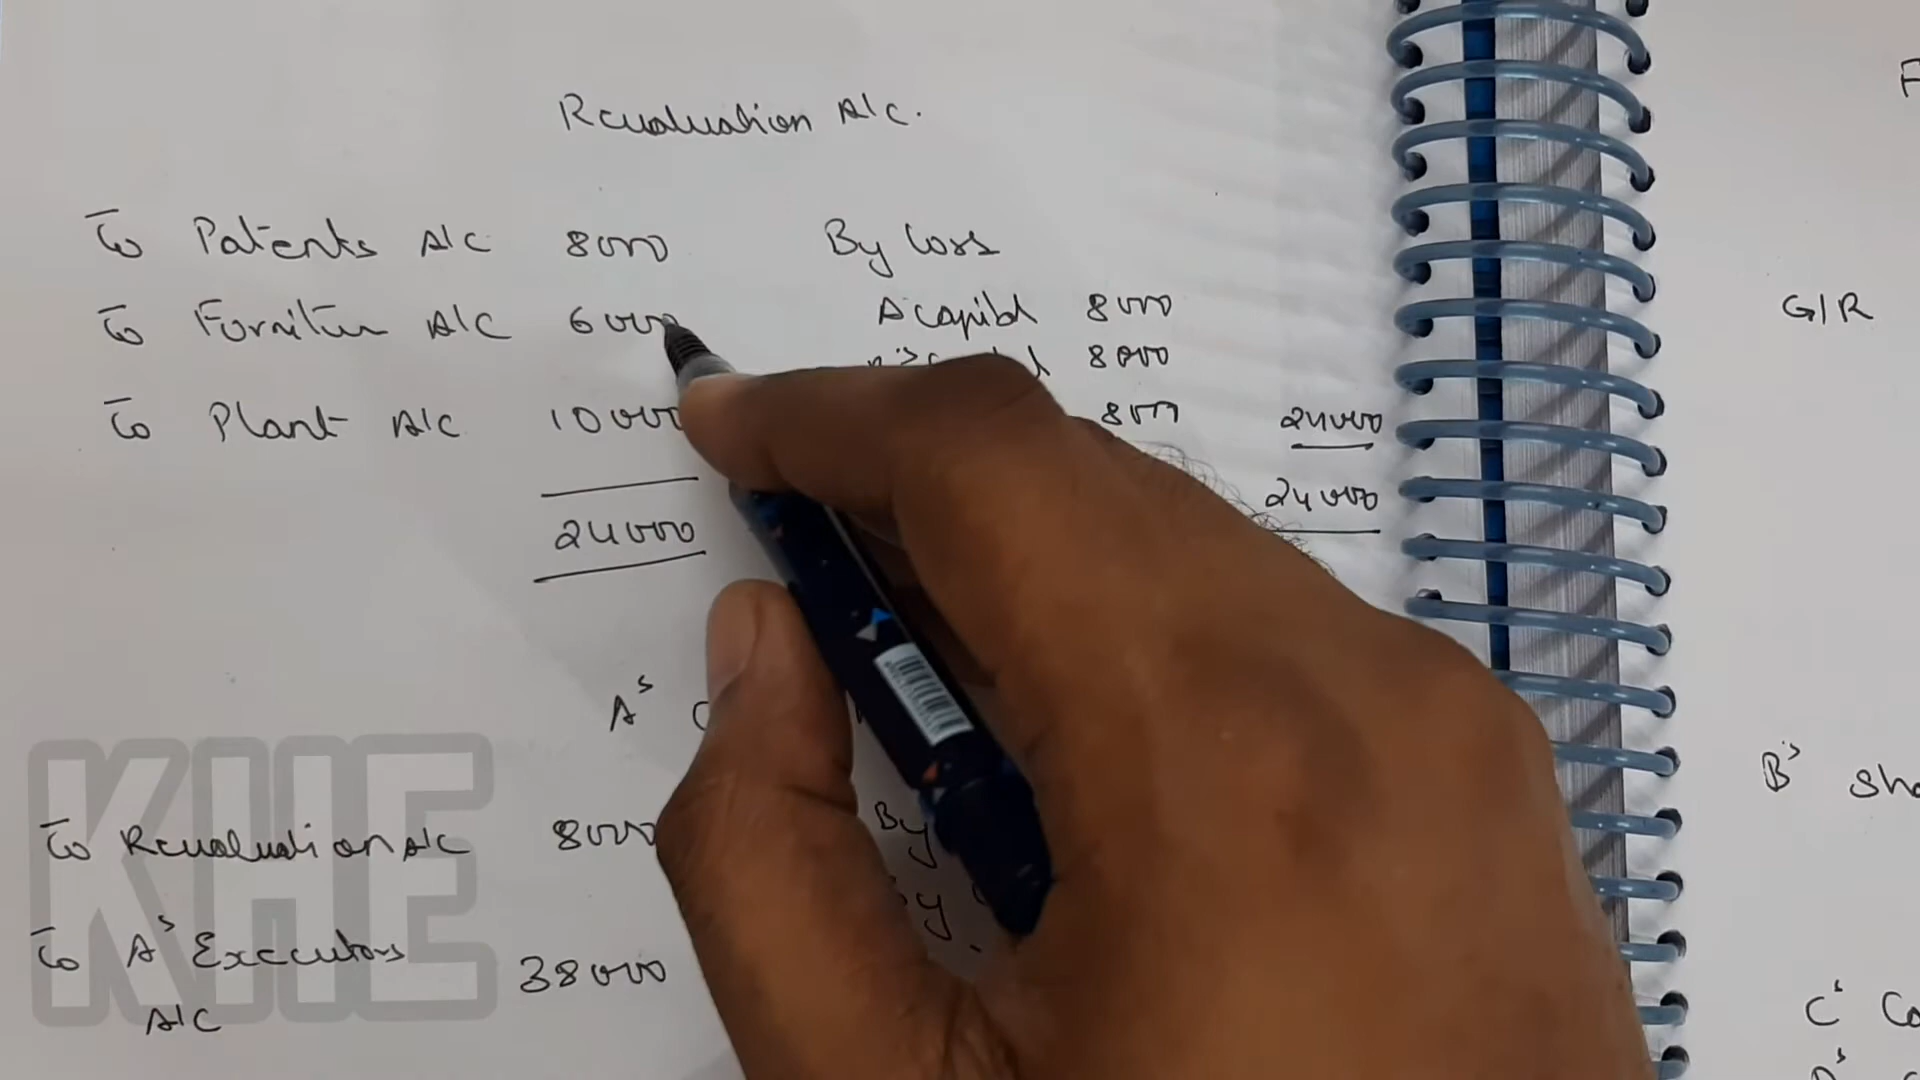 Revaluation A/c.
To Patents A/C 8000 By Loss
To Furniture A/C 6000 A capital 8000
8000
To Plant A/C 10000 8000 24000
24000
24000
A's
To Revaluation A/C 8000 By
To A's Executors 38000 By
A/C
KHE
G/R
B's
C's